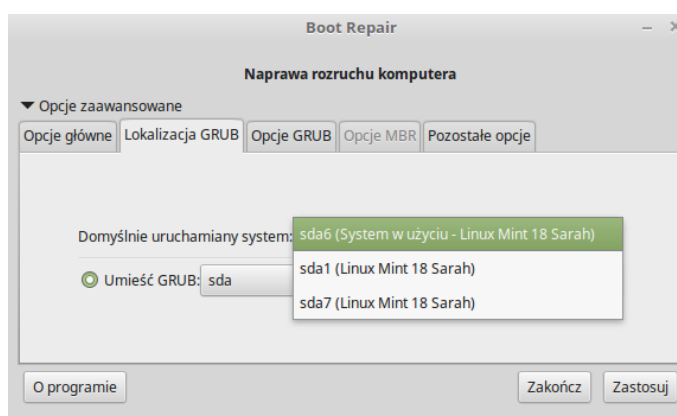 Boot Repair
Naprawa rozruchu komputera
Opcje zaawansowane
Opcje główne Lokalizacja GRUB Opcje GRUB Opcje MBR Pozostałe opcje
Domyślnie uruchamiany system: sda6 (System w użyciu - Linux Mint 18 Sarah)
sda1 (Linux Mint 18 Sarah)
Umieść GRUB: sda
sda7 (Linux Mint 18 Sarah)
O programie Zakończ Zastosuj